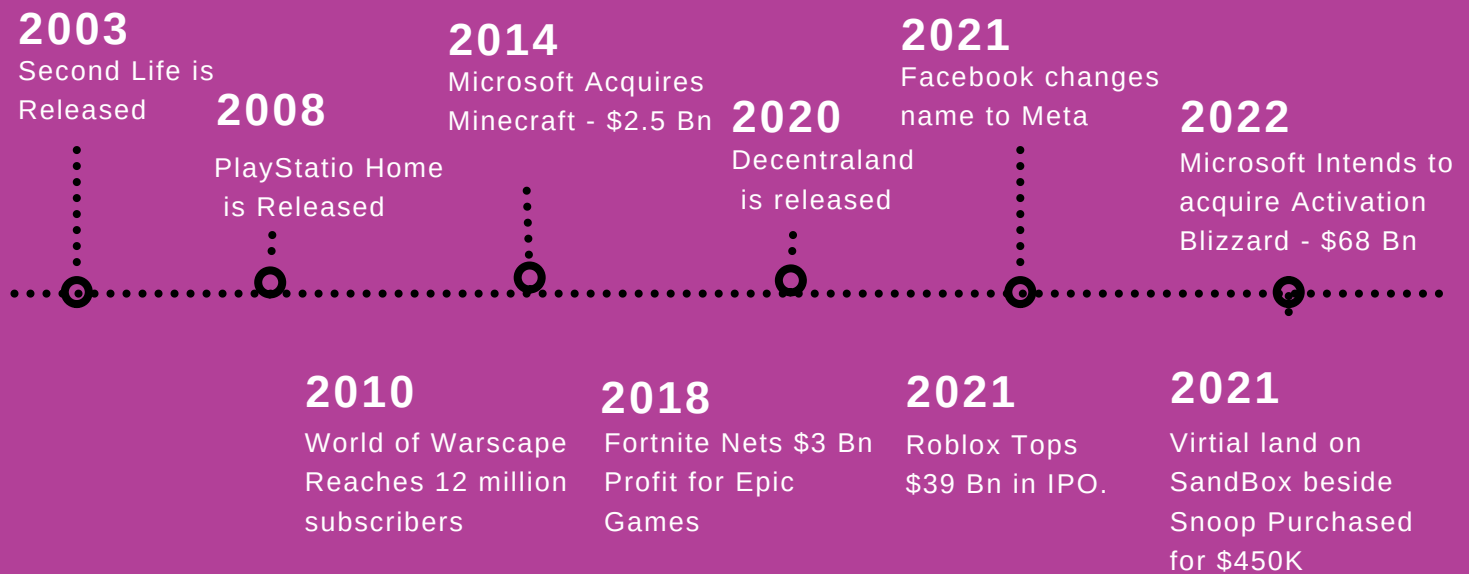 2003
Second Life is
Released
2008
PlayStatio Home
is Released
2014
Microsoft Acquires
Minecraft - $2.5 Bn
2020
Decentraland
is released
2021
Facebook changes
name to Meta
2022
Microsoft Intends to
acquire Activation
Blizzard - $68 Bn
2010
World of Warscape
Reaches 12 million
subscribers
2018
Fortnite Nets $3 Bn
Profit for Epic
Games
2021
Roblox Tops
$39 Bn in IPO.
2021
Virtial land on
SandBox beside
Snoop Purchased
for $450K